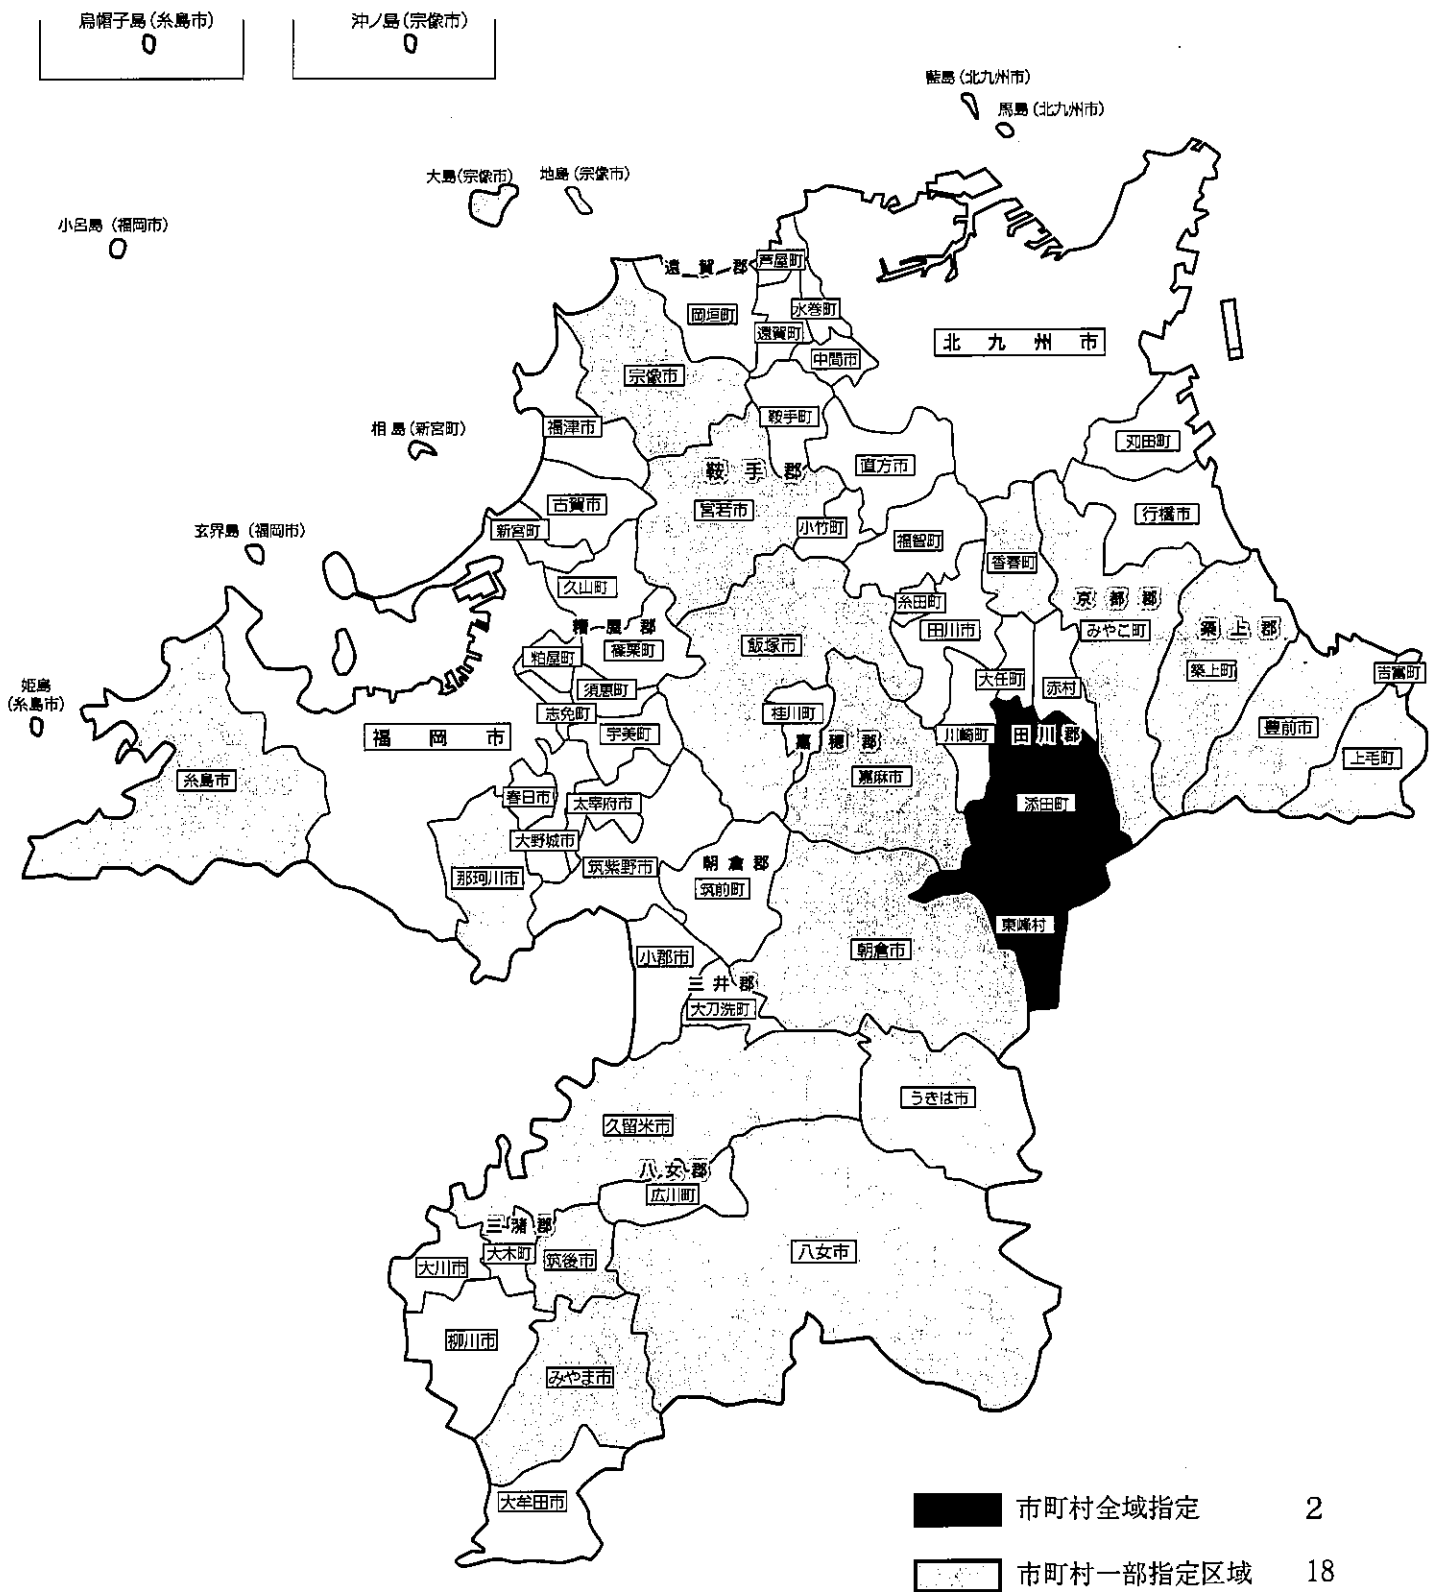 烏帽子島(糸島市)
沖ノ島(宗像市)
藍島(北九州市)
馬島(北九州市)
大島(宗像市)
地島(宗像市)
小呂島(福岡市)
遠賀郡
芦屋町
岡垣町
水巻町
遠賀町
北九州市
中間市
宗像市
鞍手町
福津市
相島(新宮町)
苅田町
直方市
鞍手郡
宮若市
古賀市
行橋市
新宮町
小竹町
玄界島(福岡市)
福智町
香春町
久山町
糸田町
京都郡
みやこ町
糟屋郡
田川市
築上郡
篠栗町
飯塚市
粕屋町
築上町
吉富町
大任町
赤村
須恵町
姫島
(糸島市)
志免町
桂川町
宇美町
川崎町
田川郡
豊前市
福岡市
嘉穂郡
上毛町
糸島市
嘉麻市
春日市
太宰府市
添田町
大野城市
朝倉郡
筑紫野市
那珂川市
筑前町
東峰村
朝倉市
小郡市
三井郡
大刀洗町
うきは市
久留米市
八女郡
広川町
三潴郡
大木町
筑後市
八女市
大川市
柳川市
みやま市
大牟田市
市町村全域指定 2
市町村一部指定区域 18